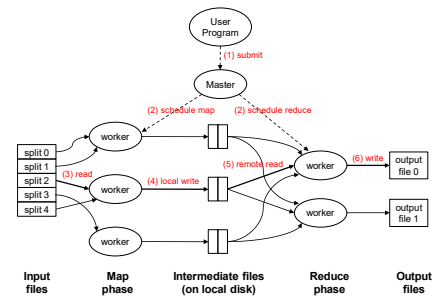 User
Program
(1) submit
Master
(2) schedule map
(2) schedule reduce
worker
split 0
split 1
split 2
split 3
split 4
(3) read
worker
(4) local write
(5) remote read
worker
(6) write
output
file 0
worker
output
file 1
worker
Input
files
Map
phase
Intermediate files
(on local disk)
Reduce
phase
Output
files